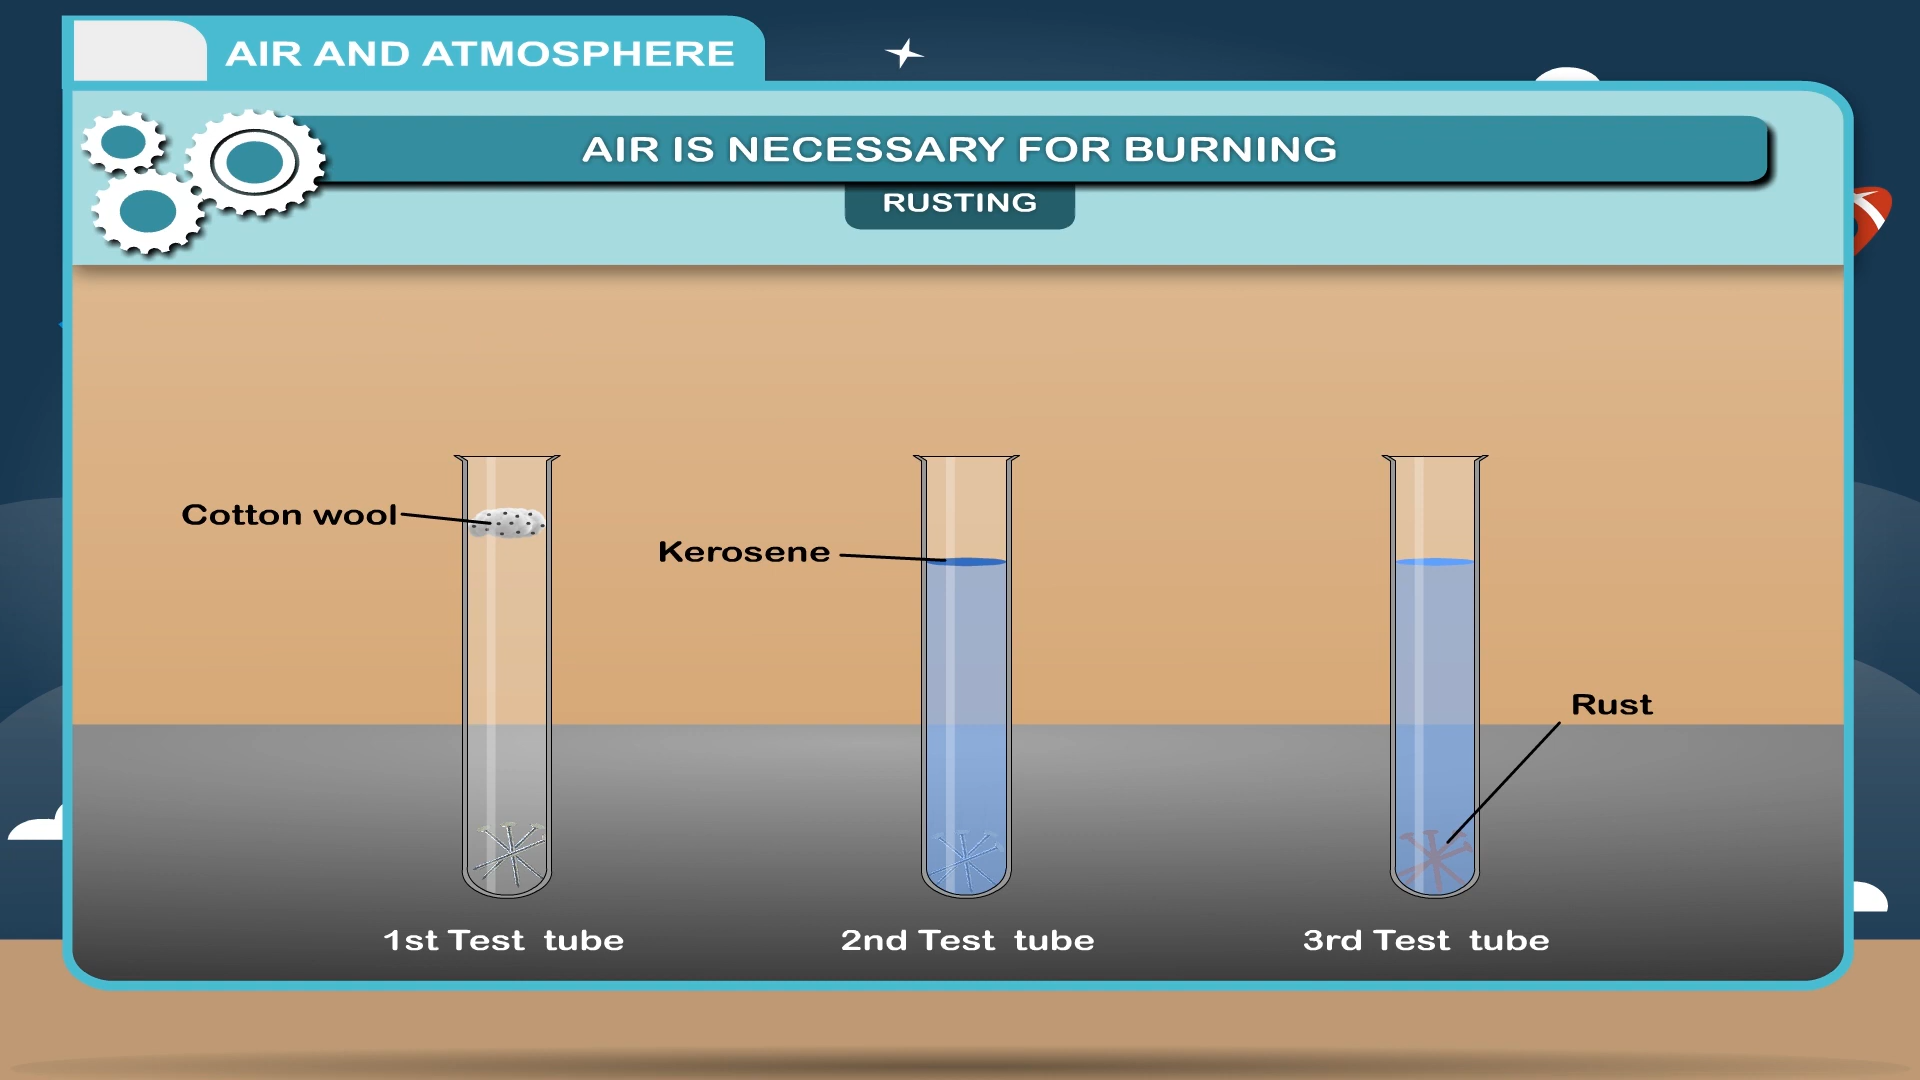 AIR AND ATMOSPHERE
AIR IS NECESSARY FOR BURNING
RUSTING
Cotton wool
Kerosene
Rust
1st Test tube
2nd Test tube
3rd Test tube